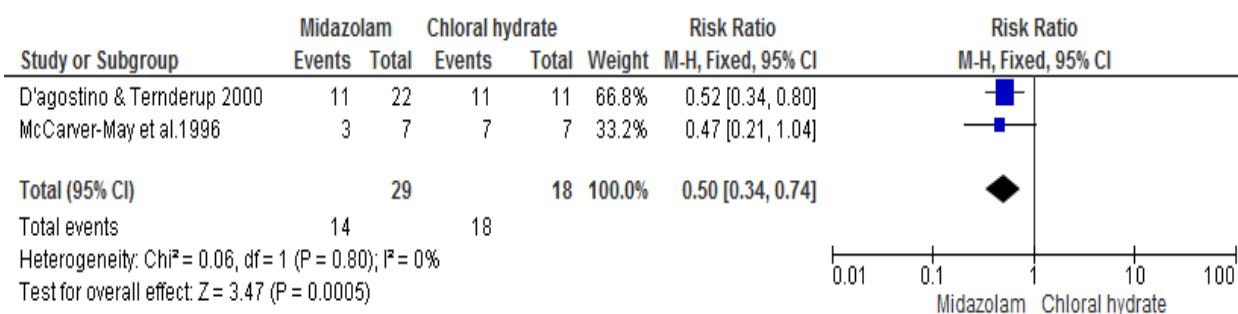 Midazolam Chloral hydrate Risk Ratio Risk Ratio
Study or Subgroup Events Total Events Total Weight M-H, Fixed, 95% CI M-H, Fixed, 95% CI
D'agostino & Ternderup 2000 11 22 11 11 66.8% 0.52 [0.34, 0.80]
McCarver-May et al.1996 3 7 7 7 33.2% 0.47 [0.21, 1.04]
Total (95% CI) 29 18 100.0% 0.50 [0.34, 0.74]
Total events 14 18
Heterogeneity: Chi² = 0.06, df = 1 (P = 0.80); I² = 0%
Test for overall effect: Z = 3.47 (P = 0.0005)
0.01 0.1 1 10 100
Midazolam Chloral hydrate